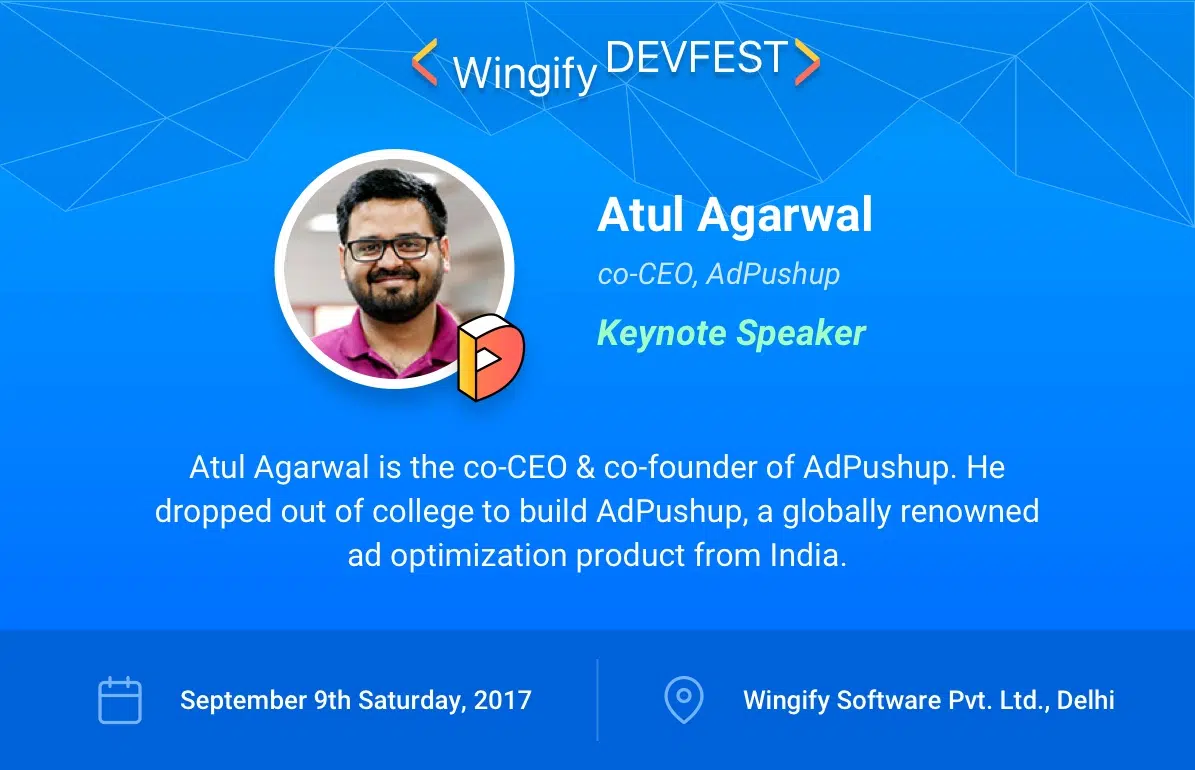 Wingify DEVFEST
Atul Agarwal
co-CEO, AdPushup
Keynote Speaker
Atul Agarwal is the co-CEO & co-founder of AdPushup. He
dropped out of college to build AdPushup, a globally renowned
ad optimization product from India.
September 9th Saturday, 2017
Wingify Software Pvt. Ltd., Delhi